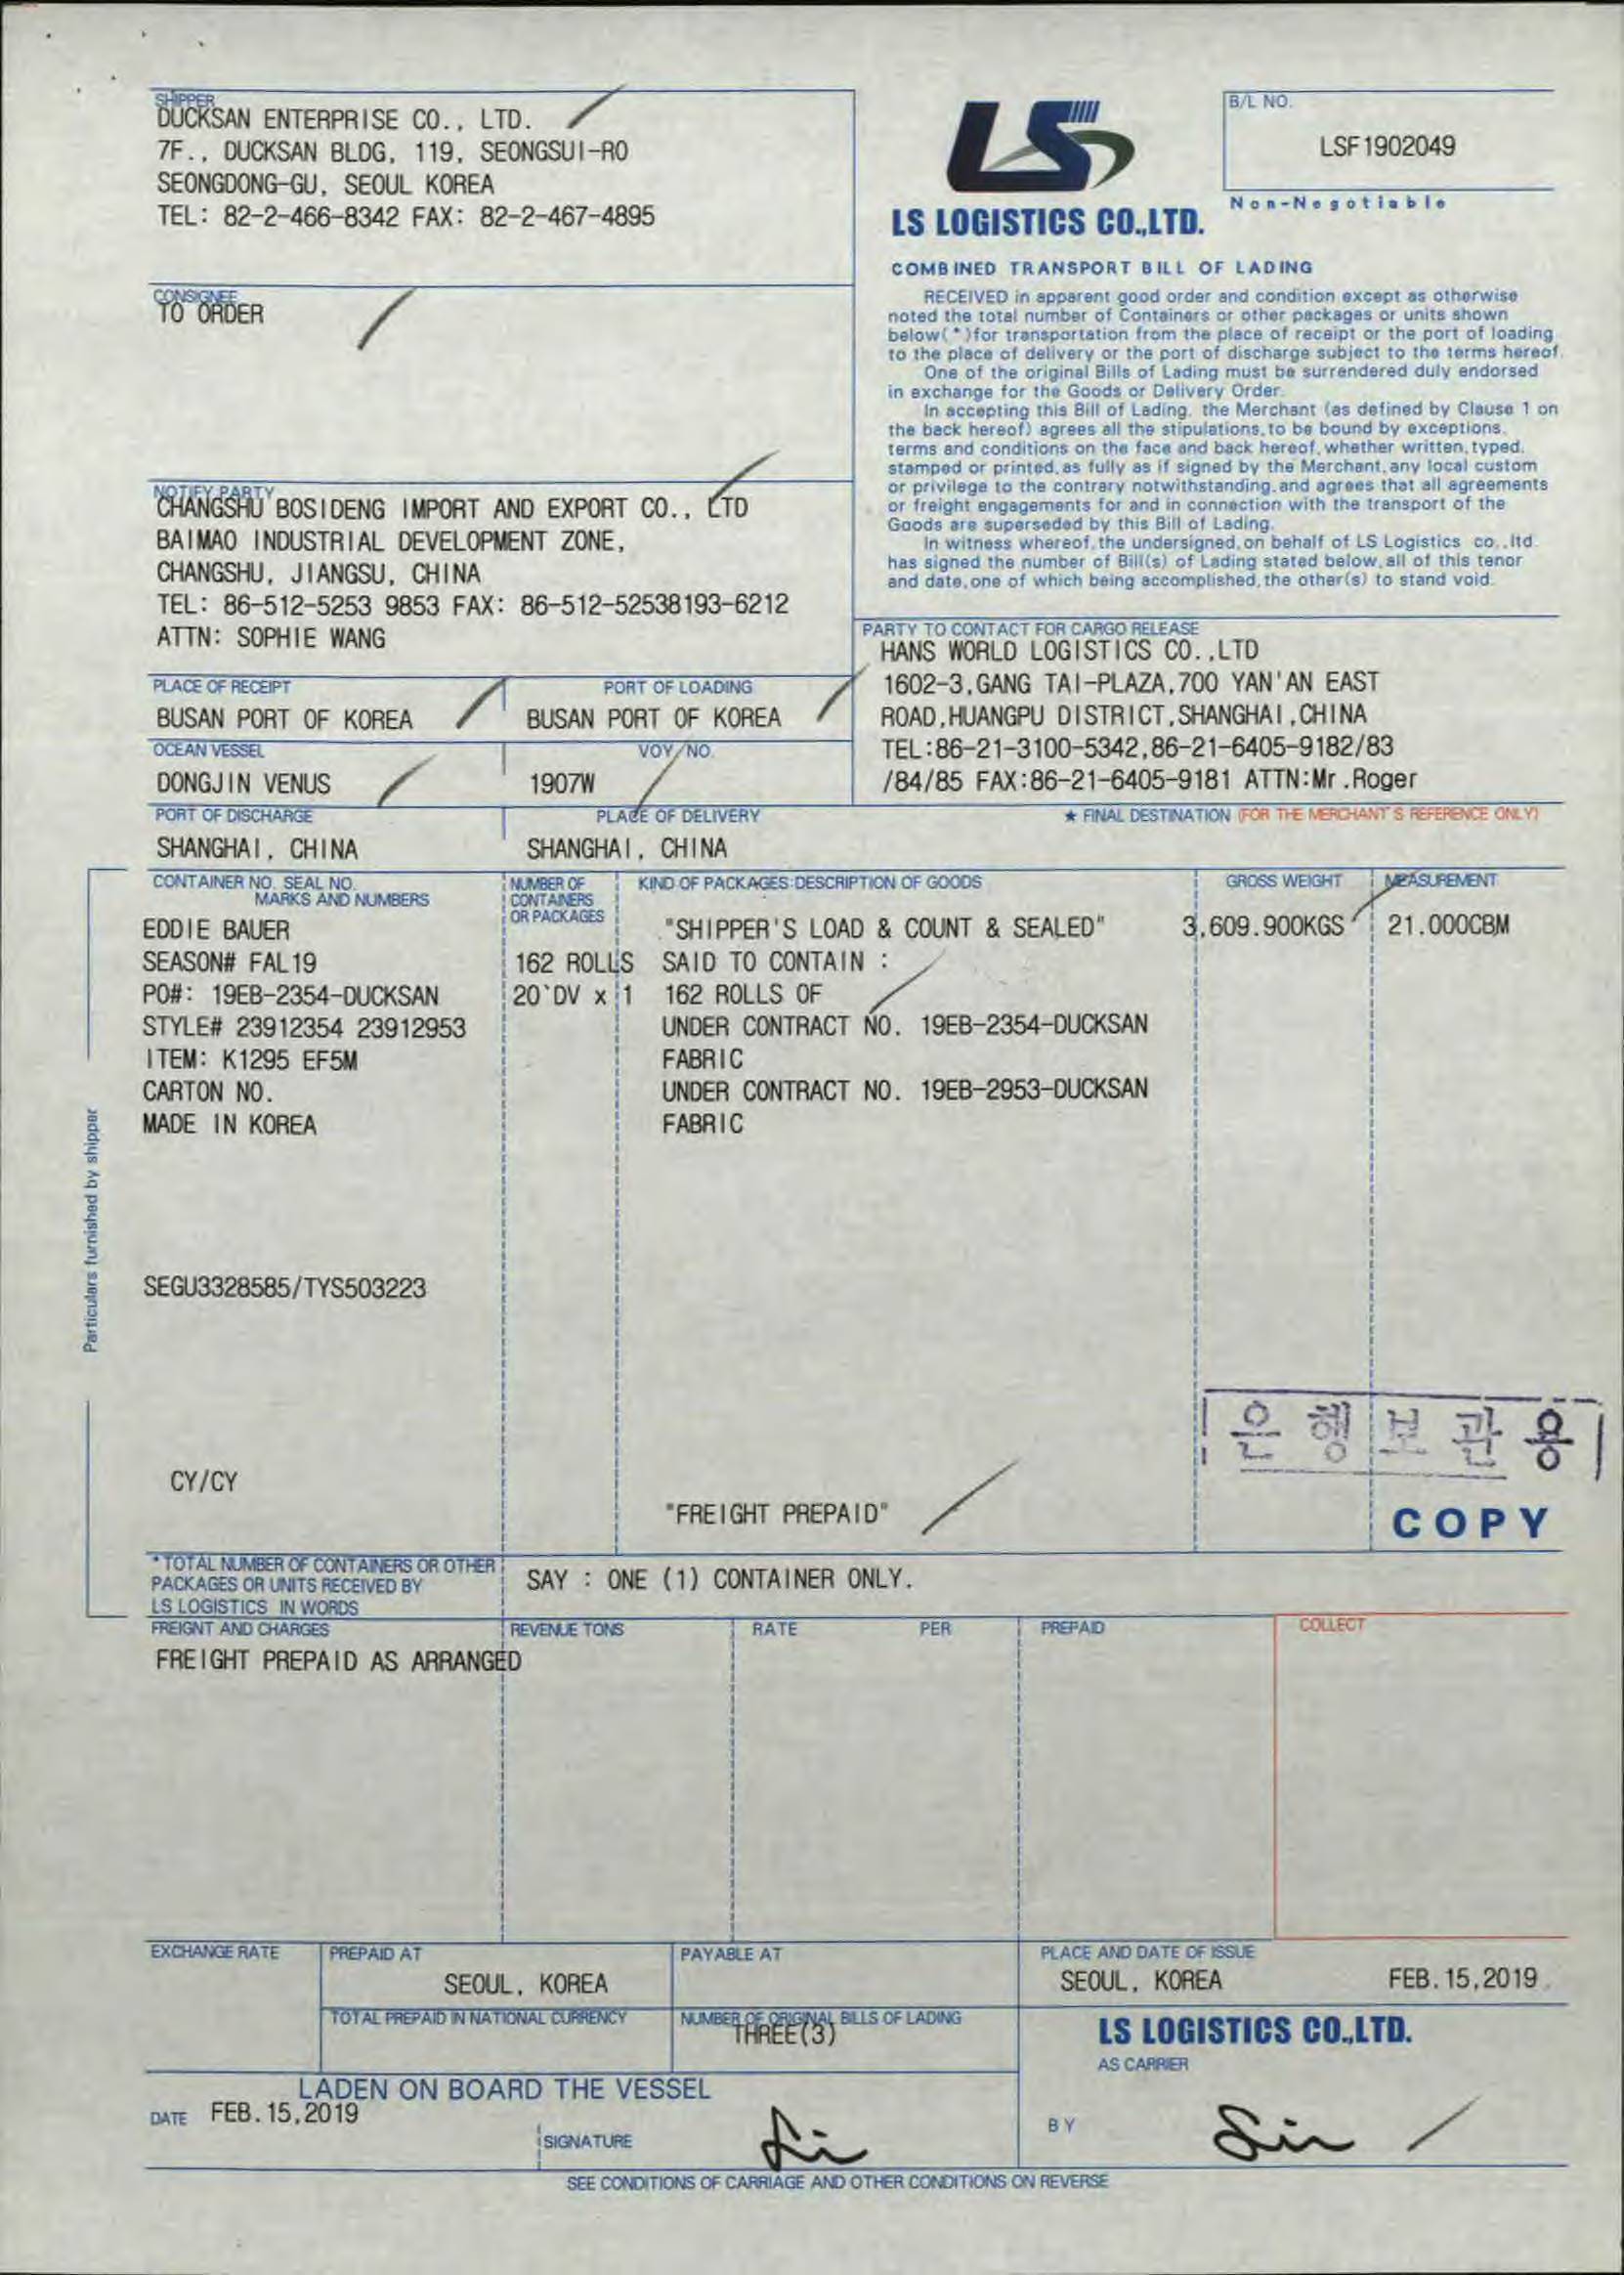 SHIPPER
DUCKSAN ENTERPRISE CO., LTD.
7F., DUCKSAN BLDG, 119, SEONGSUI-RO
SEONGDONG-GU, SEOUL KOREA
TEL: 82-2-466-8342 FAX: 82-2-467-4895
CONSIGNEE
TO ORDER
NOTIFY PARTY
CHANGSHU BOSIDENG IMPORT AND EXPORT CO., LTD
BAIMAO INDUSTRIAL DEVELOPMENT ZONE,
CHANGSHU, JIANGSU, CHINA
TEL: 86-512-5253 9853 FAX: 86-512-52538193-6212
ATTN: SOPHIE WANG
LS
LS LOGISTICS CO.,LTD.
B/L NO.
LSF1902049
Non-Negotiable
COMBINED TRANSPORT BILL OF LADING
RECEIVED in apparent good order and condition except as otherwise
noted the total number of Containers or other packages or units shown
below(*)for transportation from the place of receipt or the port of loading
to the place of delivery or the port of discharge subject to the terms hereof.
One of the original Bills of Lading must be surrendered duly endorsed
in exchange for the Goods or Delivery Order.
In accepting this Bill of Lading, the Merchant (as defined by Clause 1 on
the back hereof) agrees all the stipulations,to be bound by exceptions,
terms and conditions on the face and back hereof,whether written,typed,
stamped or printed,as fully as if signed by the Merchant,any local custom
or privilege to the contrary notwithstanding,and agrees that all agreements
or freight engagements for and in connection with the transport of the
Goods are superseded by this Bill of Lading.
In witness whereof,the undersigned,on behalf of LS Logistics co.,ltd.
has signed the number of Bill(s) of Lading stated below,all of this tenor
and date,one of which being accomplished,the other(s) to stand void.
PARTY TO CONTACT FOR CARGO RELEASE
HANS WORLD LOGISTICS CO.,LTD
1602-3,GANG TAI-PLAZA,700 YAN'AN EAST
ROAD,HUANGPU DISTRICT,SHANGHAI,CHINA
TEL:86-21-3100-5342,86-21-6405-9182/83
/84/85 FAX:86-21-6405-9181 ATTN:Mr.Roger
PLACE OF RECEIPT PORT OF LOADING
BUSAN PORT OF KOREA BUSAN PORT OF KOREA
OCEAN VESSEL VOY/NO.
DONGJIN VENUS 1907W
PORT OF DISCHARGE PLACE OF DELIVERY ★ FINAL DESTINATION (FOR THE MERCHANT'S REFERENCE ONLY)
SHANGHAI, CHINA SHANGHAI, CHINA
CONTAINER NO. SEAL NO.
MARKS AND NUMBERS
NUMBER OF
CONTAINERS
OR PACKAGES
KIND OF PACKAGES:DESCRIPTION OF GOODS GROSS WEIGHT MEASUREMENT
EDDIE BAUER "SHIPPER'S LOAD & COUNT & SEALED" 3,609.900KGS 21.000CBM
SEASON# FAL19 162 ROLLS SAID TO CONTAIN :
PO#: 19EB-2354-DUCKSAN 20`DV x 1 162 ROLLS OF
STYLE# 23912354 23912953 UNDER CONTRACT NO. 19EB-2354-DUCKSAN
ITEM: K1295 EF5M FABRIC
CARTON NO. UNDER CONTRACT NO. 19EB-2953-DUCKSAN
MADE IN KOREA FABRIC
Particulars furnished by shipper
SEGU3328585/TYS503223
은행보관용
CY/CY
"FREIGHT PREPAID"
COPY
*TOTAL NUMBER OF CONTAINERS OR OTHER
PACKAGES OR UNITS RECEIVED BY
LS LOGISTICS IN WORDS
SAY : ONE (1) CONTAINER ONLY.
FREIGNT AND CHARGES REVENUE TONS RATE PER PREPAID COLLECT
FREIGHT PREPAID AS ARRANGED
EXCHANGE RATE PREPAID AT PAYABLE AT PLACE AND DATE OF ISSUE
SEOUL, KOREA SEOUL, KOREA FEB.15,2019
TOTAL PREPAID IN NATIONAL CURRENCY NUMBER OF ORIGINAL BILLS OF LADING
THREE(3)
LS LOGISTICS CO.,LTD.
AS CARRIER
LADEN ON BOARD THE VESSEL
DATE FEB.15,2019
SIGNATURE
BY
SEE CONDITIONS OF CARRIAGE AND OTHER CONDITIONS ON REVERSE